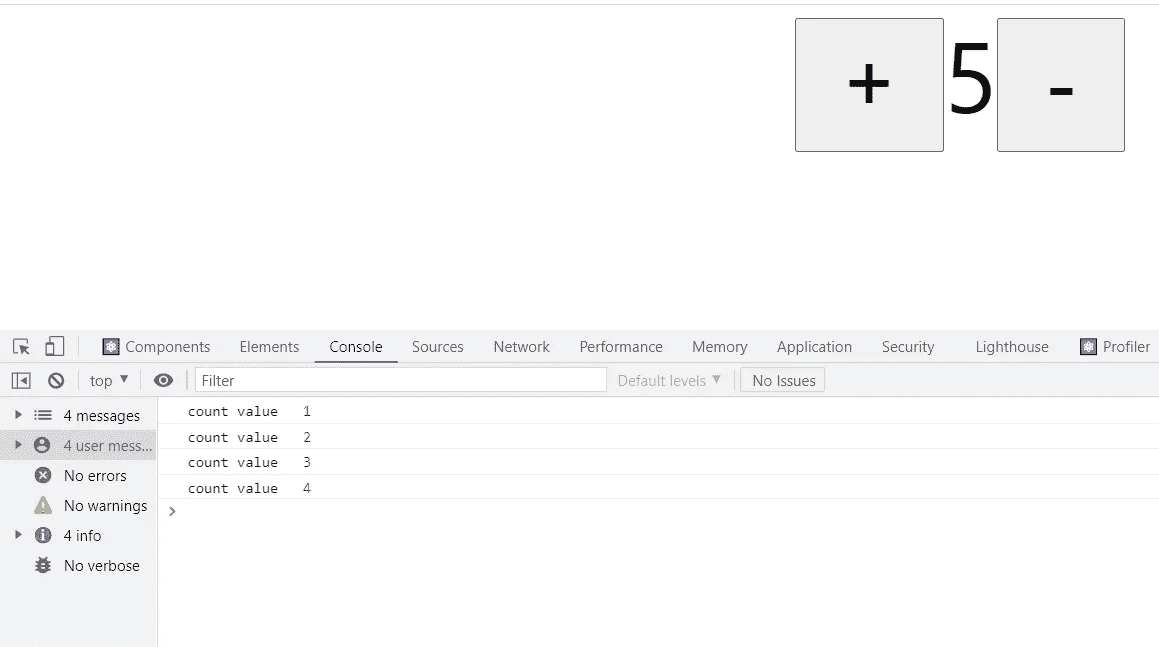 + 5 -
Components Elements Console Sources Network Performance Memory Application Security Lighthouse Profiler
top Filter Default levels No Issues
4 messages
4 user mess...
No errors
No warnings
4 info
No verbose
count value 1
count value 2
count value 3
count value 4